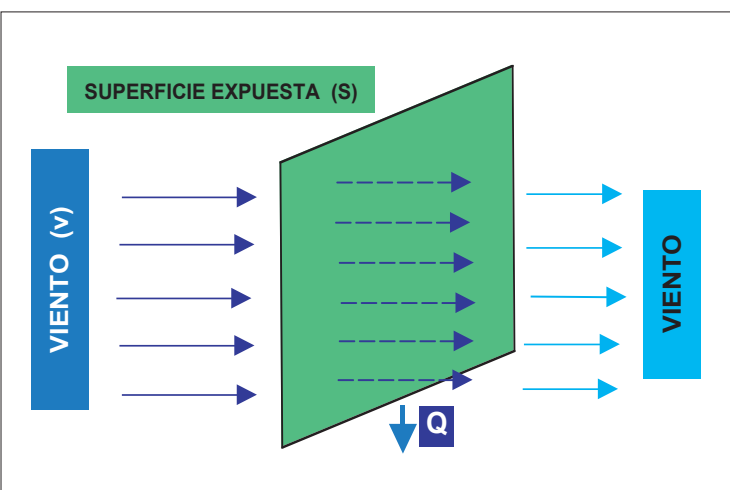 SUPERFICIE EXPUESTA (S)
VIENTO (v)
VIENTO
Q